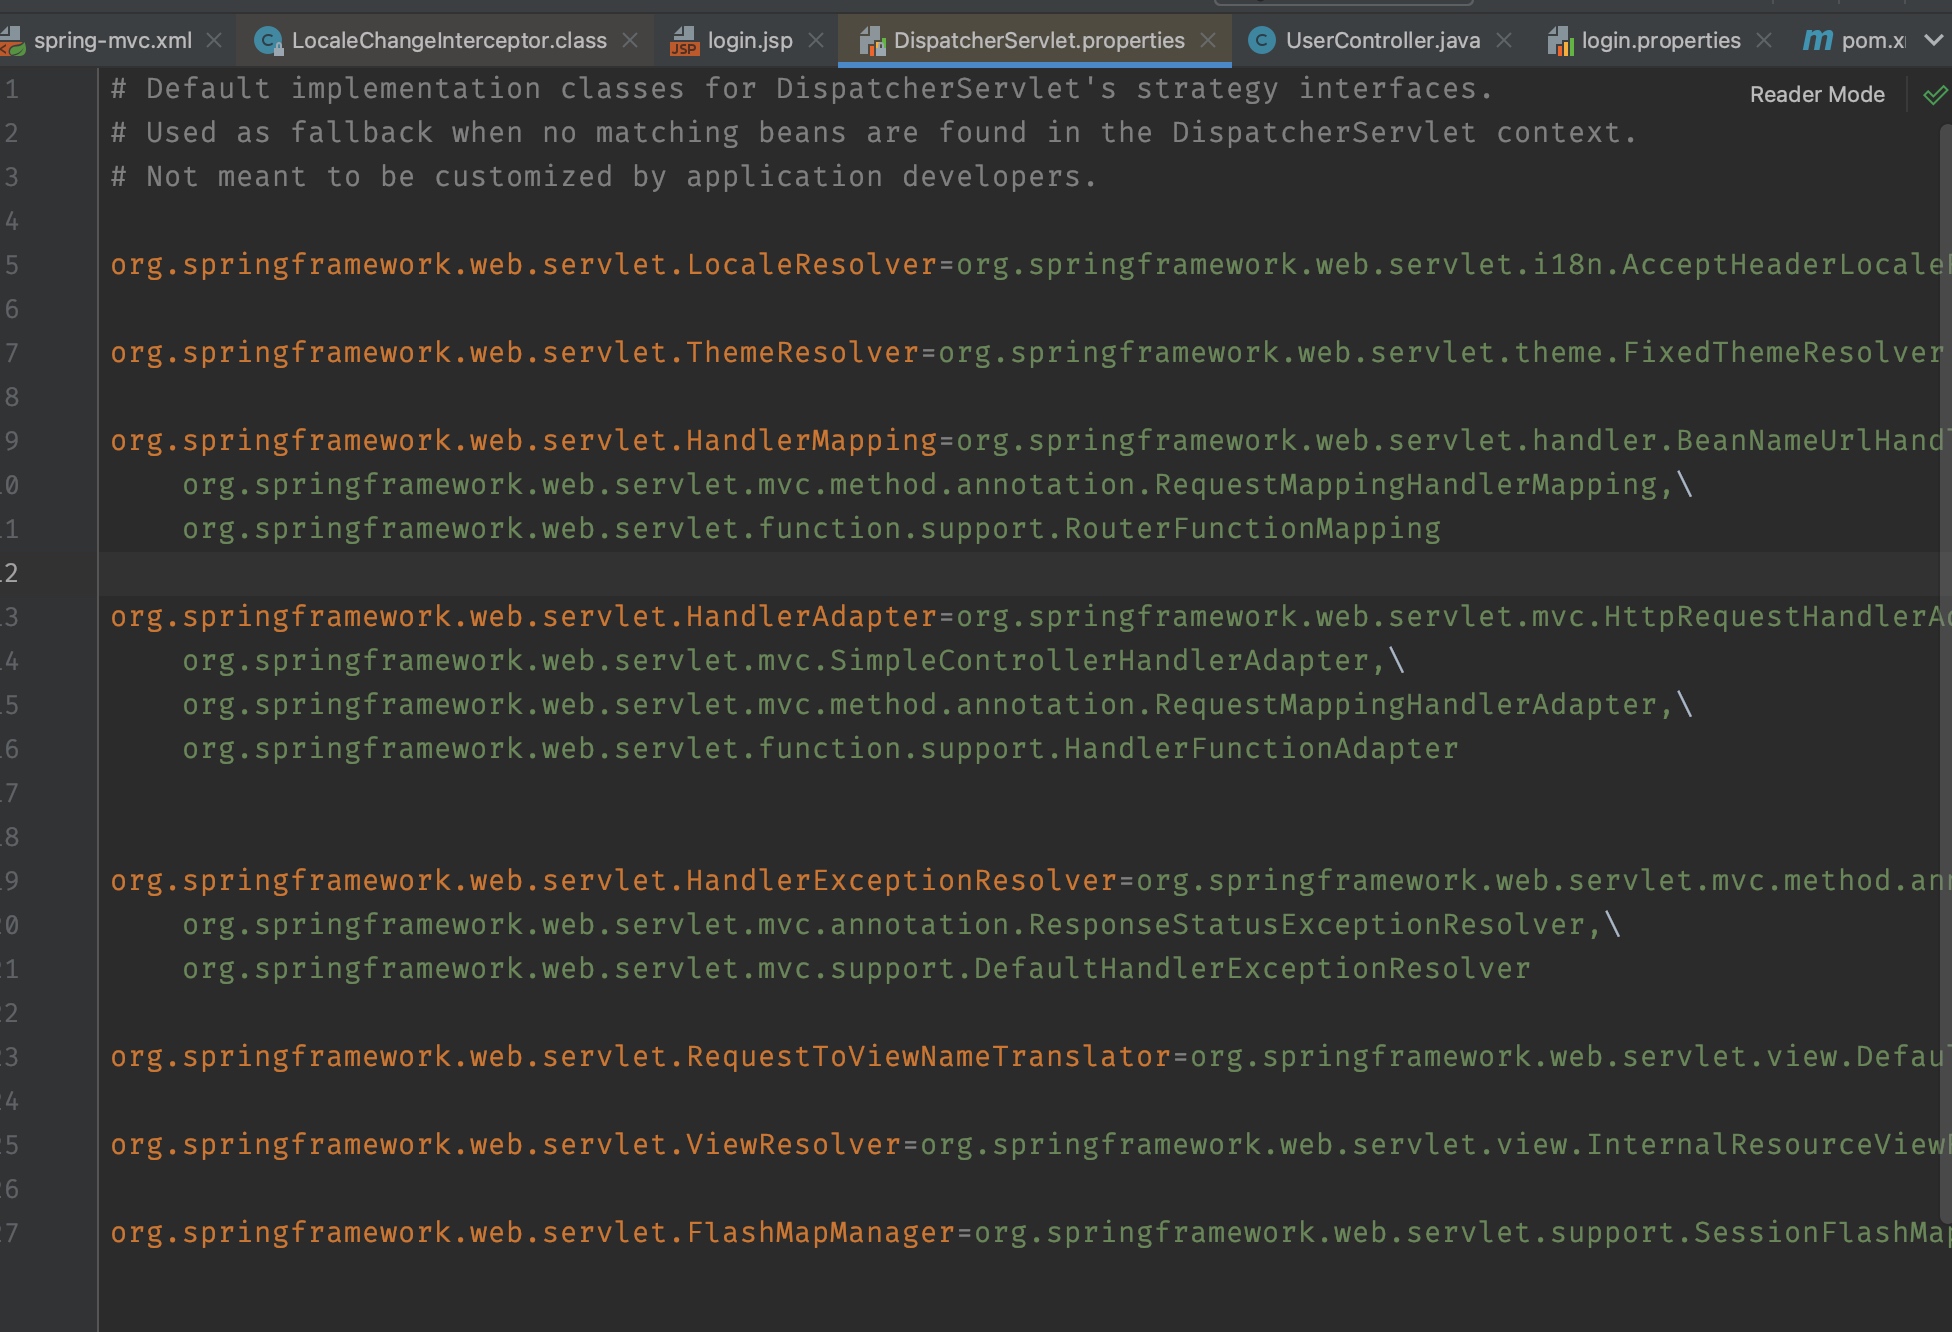 spring-mvc.xml LocaleChangeInterceptor.class login.jsp DispatcherServlet.properties UserController.java login.properties pom.x
Reader Mode
1 # Default implementation classes for DispatcherServlet's strategy interfaces.
2 # Used as fallback when no matching beans are found in the DispatcherServlet context.
3 # Not meant to be customized by application developers.
4
5 org.springframework.web.servlet.LocaleResolver=org.springframework.web.servlet.i18n.AcceptHeaderLocale
6
7 org.springframework.web.servlet.ThemeResolver=org.springframework.web.servlet.theme.FixedThemeResolver
8
9 org.springframework.web.servlet.HandlerMapping=org.springframework.web.servlet.handler.BeanNameUrlHand
0 org.springframework.web.servlet.mvc.method.annotation.RequestMappingHandlerMapping,\
1 org.springframework.web.servlet.function.support.RouterFunctionMapping
2
3 org.springframework.web.servlet.HandlerAdapter=org.springframework.web.servlet.mvc.HttpRequestHandlerA
4 org.springframework.web.servlet.mvc.SimpleControllerHandlerAdapter,\
5 org.springframework.web.servlet.mvc.method.annotation.RequestMappingHandlerAdapter,\
6 org.springframework.web.servlet.function.support.HandlerFunctionAdapter
7
8
9 org.springframework.web.servlet.HandlerExceptionResolver=org.springframework.web.servlet.mvc.method.an
0 org.springframework.web.servlet.mvc.annotation.ResponseStatusExceptionResolver,\
1 org.springframework.web.servlet.mvc.support.DefaultHandlerExceptionResolver
2
3 org.springframework.web.servlet.RequestToViewNameTranslator=org.springframework.web.servlet.view.Defau
4
5 org.springframework.web.servlet.ViewResolver=org.springframework.web.servlet.view.InternalResourceView
6
7 org.springframework.web.servlet.FlashMapManager=org.springframework.web.servlet.support.SessionFlashMa